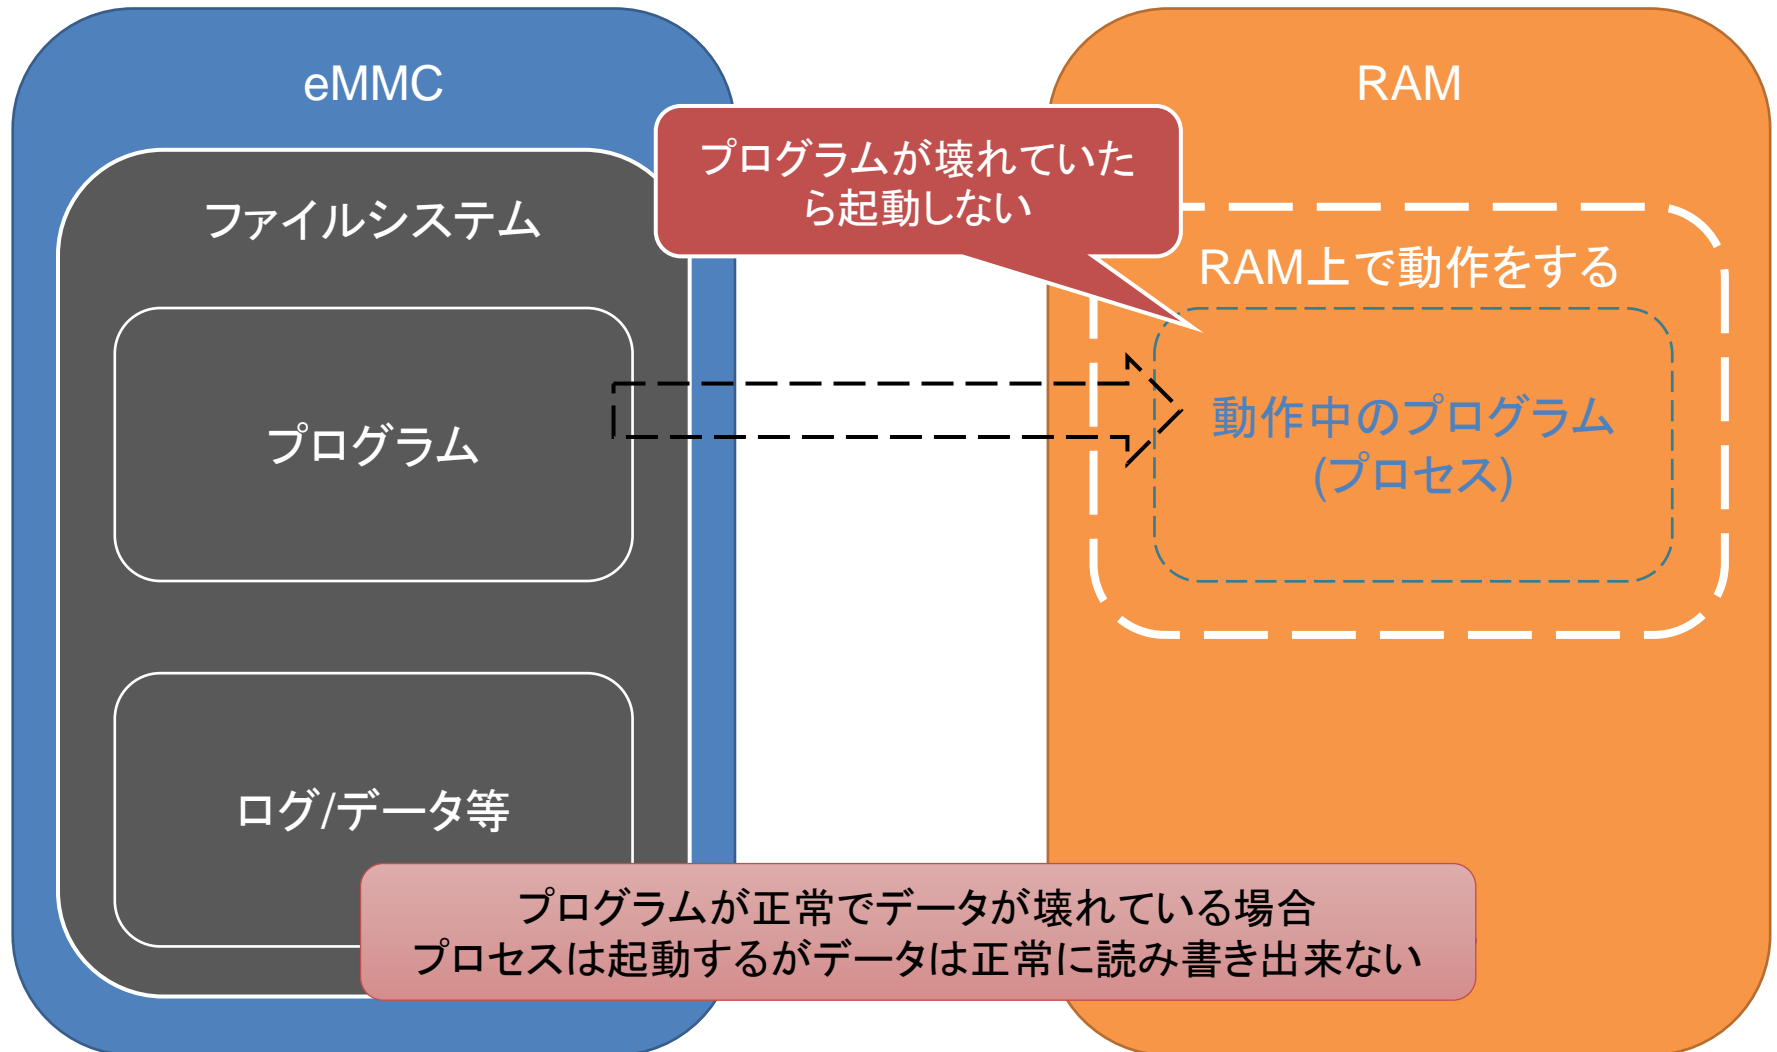 eMMC
RAM
プログラムが壊れていた
ら起動しない
ファイルシステム
RAM上で動作をする
プログラム
動作中のプログラム
(プロセス)
ログ/データ等
プログラムが正常でデータが壊れている場合
プロセスは起動するがデータは正常に読み書き出来ない